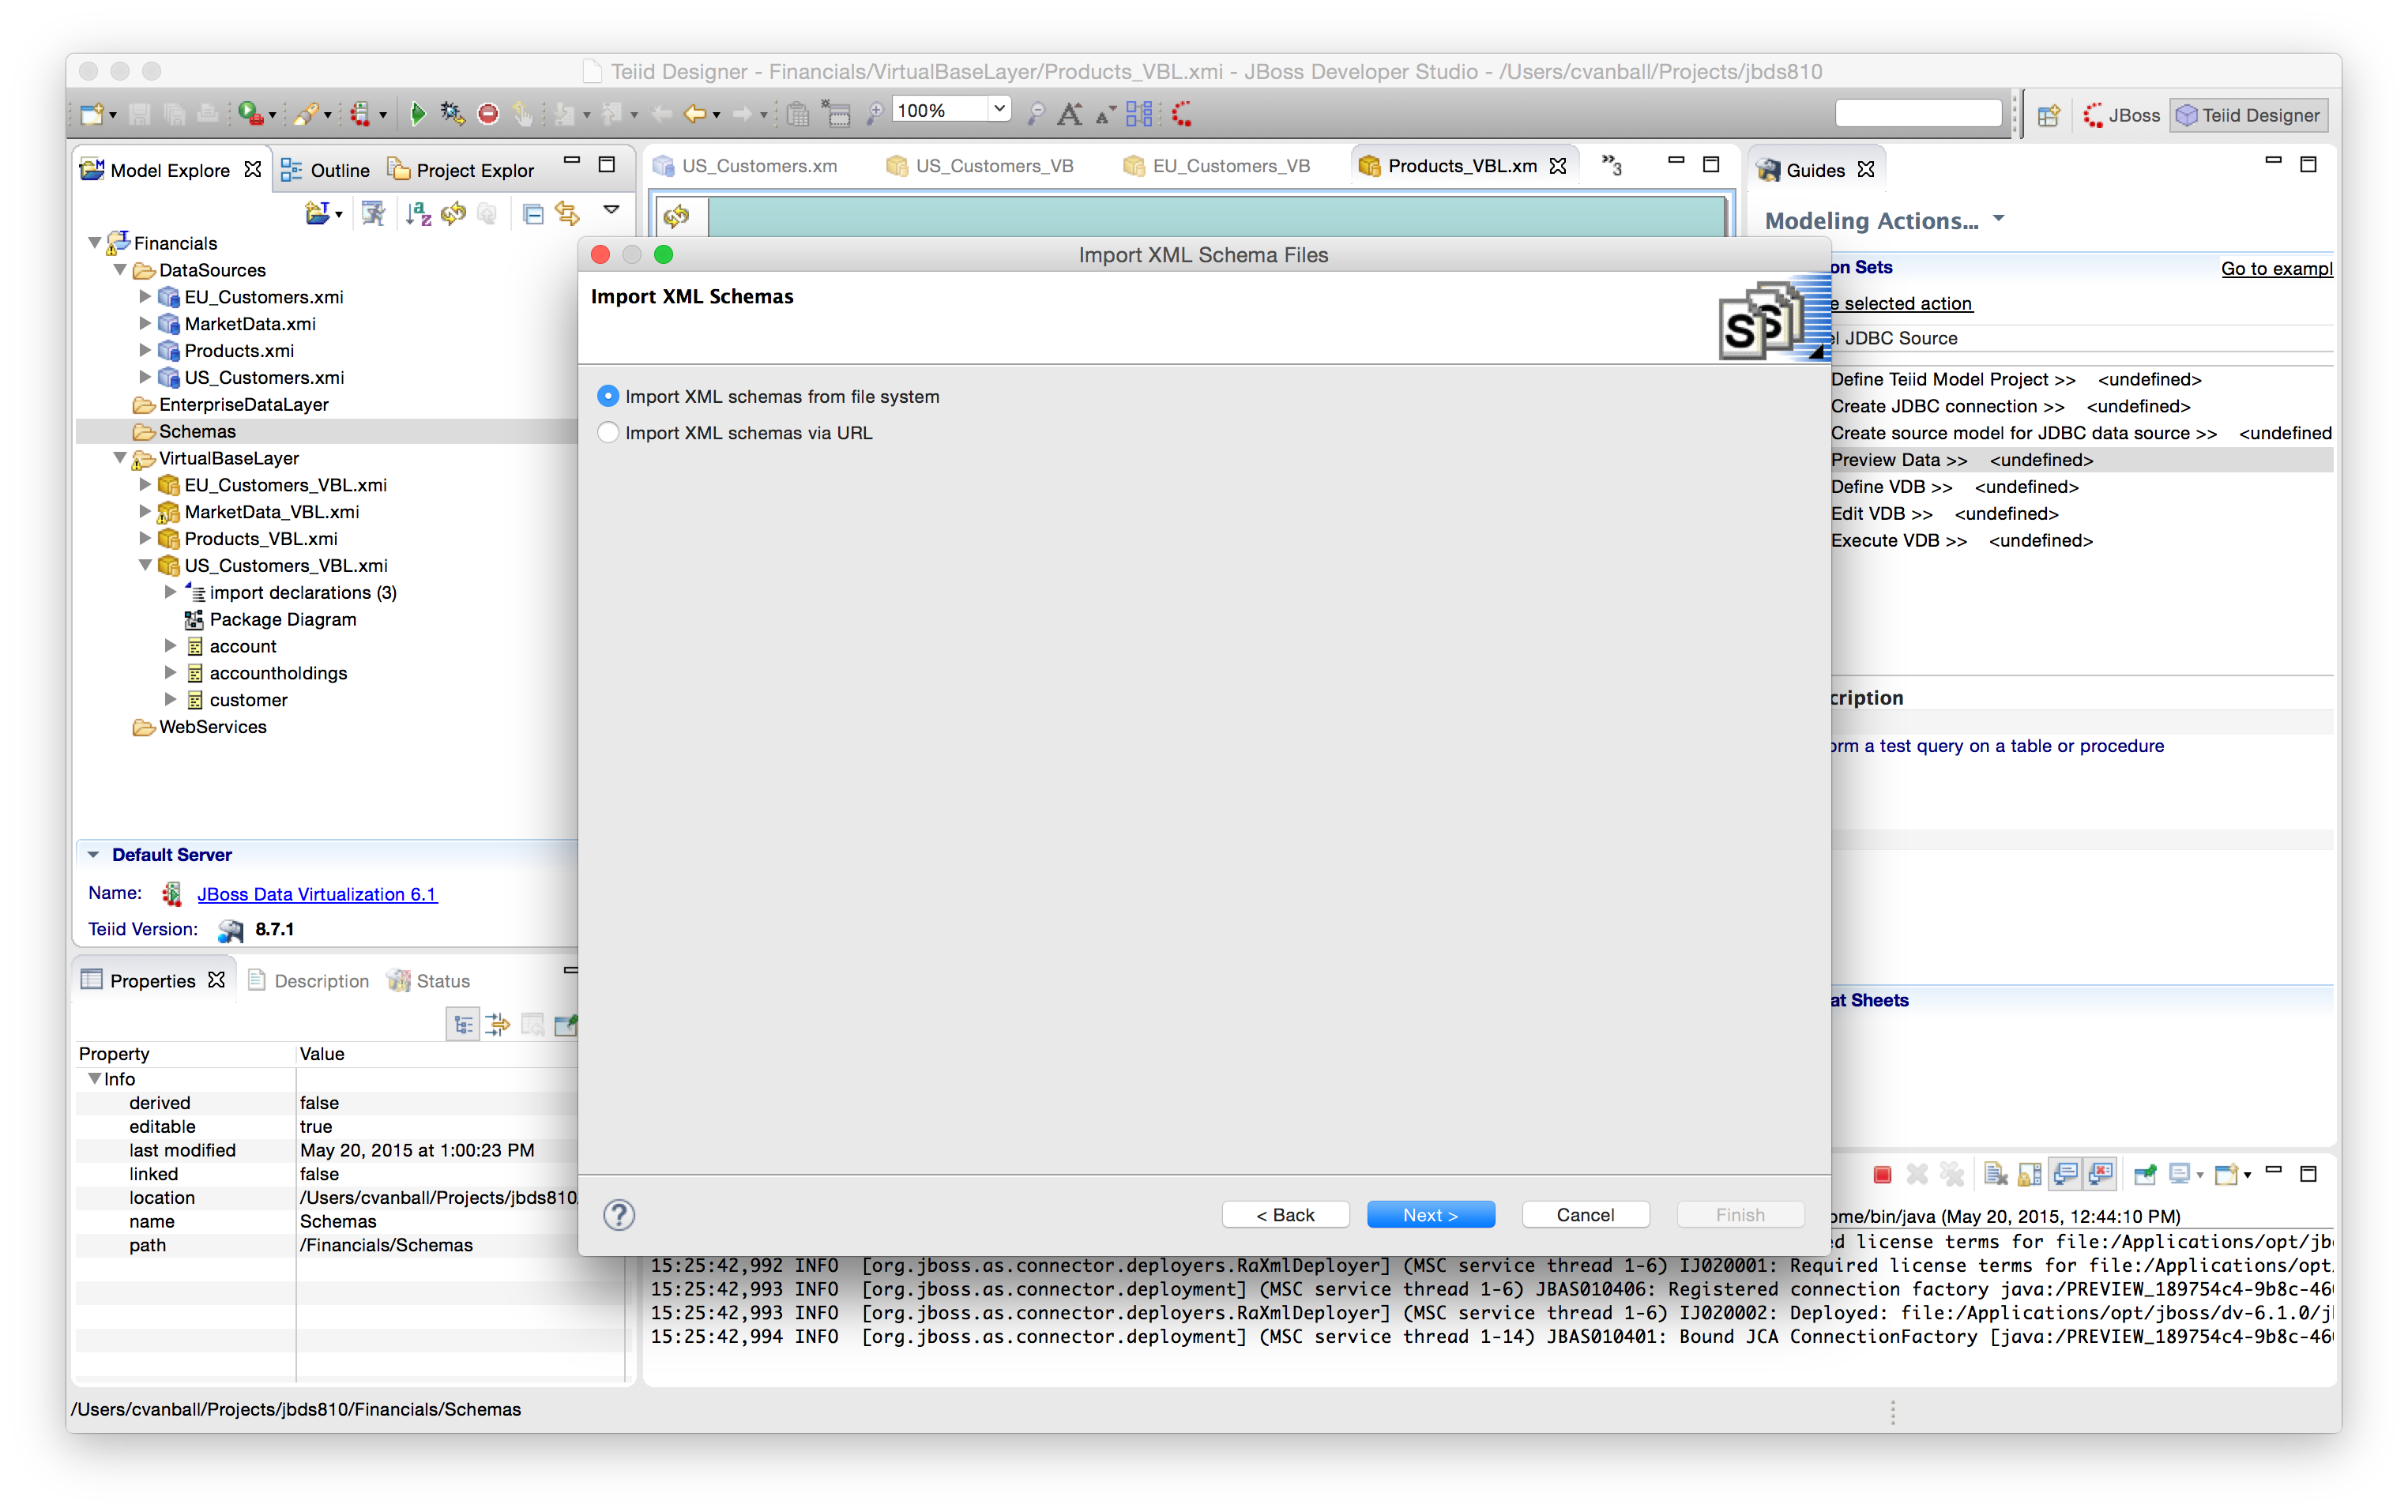 Teiid Designer - Financials/VirtualBaseLayer/Products_VBL.xmi - JBoss Developer Studio - /Users/cvanball/Projects/jbds810
100%
JBoss
Teiid Designer
Model Explore
Outline
Project Explor
US_Customers.xm
US_Customers_VB
EU_Customers_VB
Products_VBL.xm
»3
Guides
Modeling Actions...
Financials
DataSources
EU_Customers.xmi
MarketData.xmi
Products.xmi
US_Customers.xmi
EnterpriseDataLayer
Schemas
VirtualBaseLayer
EU_Customers_VBL.xmi
MarketData_VBL.xmi
Products_VBL.xmi
US_Customers_VBL.xmi
import declarations (3)
Package Diagram
account
accountholdings
customer
WebServices
Default Server
Name: JBoss Data Virtualization 6.1
Teiid Version: 8.7.1
Import XML Schema Files
Import XML Schemas
Import XML schemas from file system
Import XML schemas via URL
< Back
Next >
Cancel
Finish
on Sets
Go to exampl
e selected action
el JDBC Source
Define Teiid Model Project >> <undefined>
Create JDBC connection >> <undefined>
Create source model for JDBC data source >> <undefined
Preview Data >> <undefined>
Define VDB >> <undefined>
Edit VDB >> <undefined>
Execute VDB >> <undefined>
cription
orm a test query on a table or procedure
at Sheets
Properties
Description
Status
Property Value
Info
derived false
editable true
last modified May 20, 2015 at 1:00:23 PM
linked false
location /Users/cvanball/Projects/jbds810
name Schemas
path /Financials/Schemas
ome/bin/java (May 20, 2015, 12:44:10 PM)
ed license terms for file:/Applications/opt/jb
15:25:42,992 INFO [org.jboss.as.connector.deployers.RaXmlDeployer] (MSC service thread 1-6) IJ020001: Required license terms for file:/Applications/opt
15:25:42,993 INFO [org.jboss.as.connector.deployment] (MSC service thread 1-6) JBAS010406: Registered connection factory java:/PREVIEW_189754c4-9b8c-46
15:25:42,993 INFO [org.jboss.as.connector.deployers.RaXmlDeployer] (MSC service thread 1-6) IJ020002: Deployed: file:/Applications/opt/jboss/dv-6.1.0/j
15:25:42,994 INFO [org.jboss.as.connector.deployment] (MSC service thread 1-14) JBAS010401: Bound JCA ConnectionFactory [java:/PREVIEW_189754c4-9b8c-46
/Users/cvanball/Projects/jbds810/Financials/Schemas